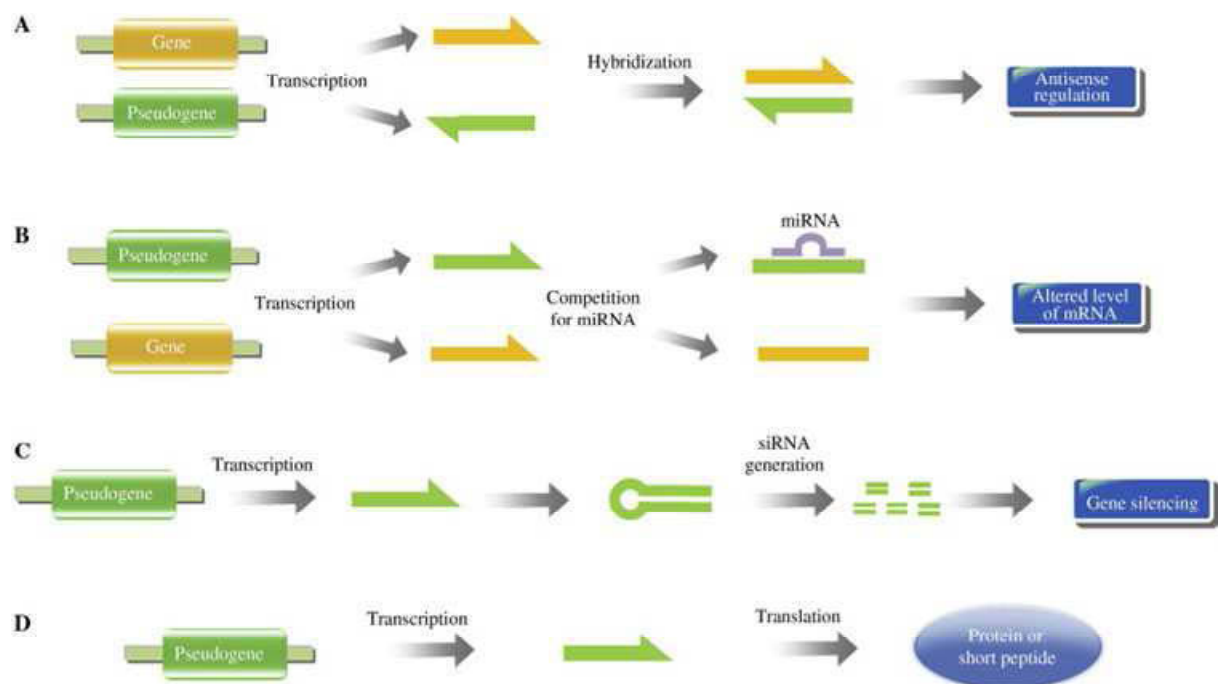 A
Gene
Transcription
Pseudogene
Hybridization
Antisense
regulation
B
Pseudogene
Transcription
Gene
Competition
for miRNA
miRNA
Altered level
of mRNA
C
Pseudogene
Transcription
siRNA
generation
Gene silencing
D
Pseudogene
Transcription
Translation
Protein or
short peptide